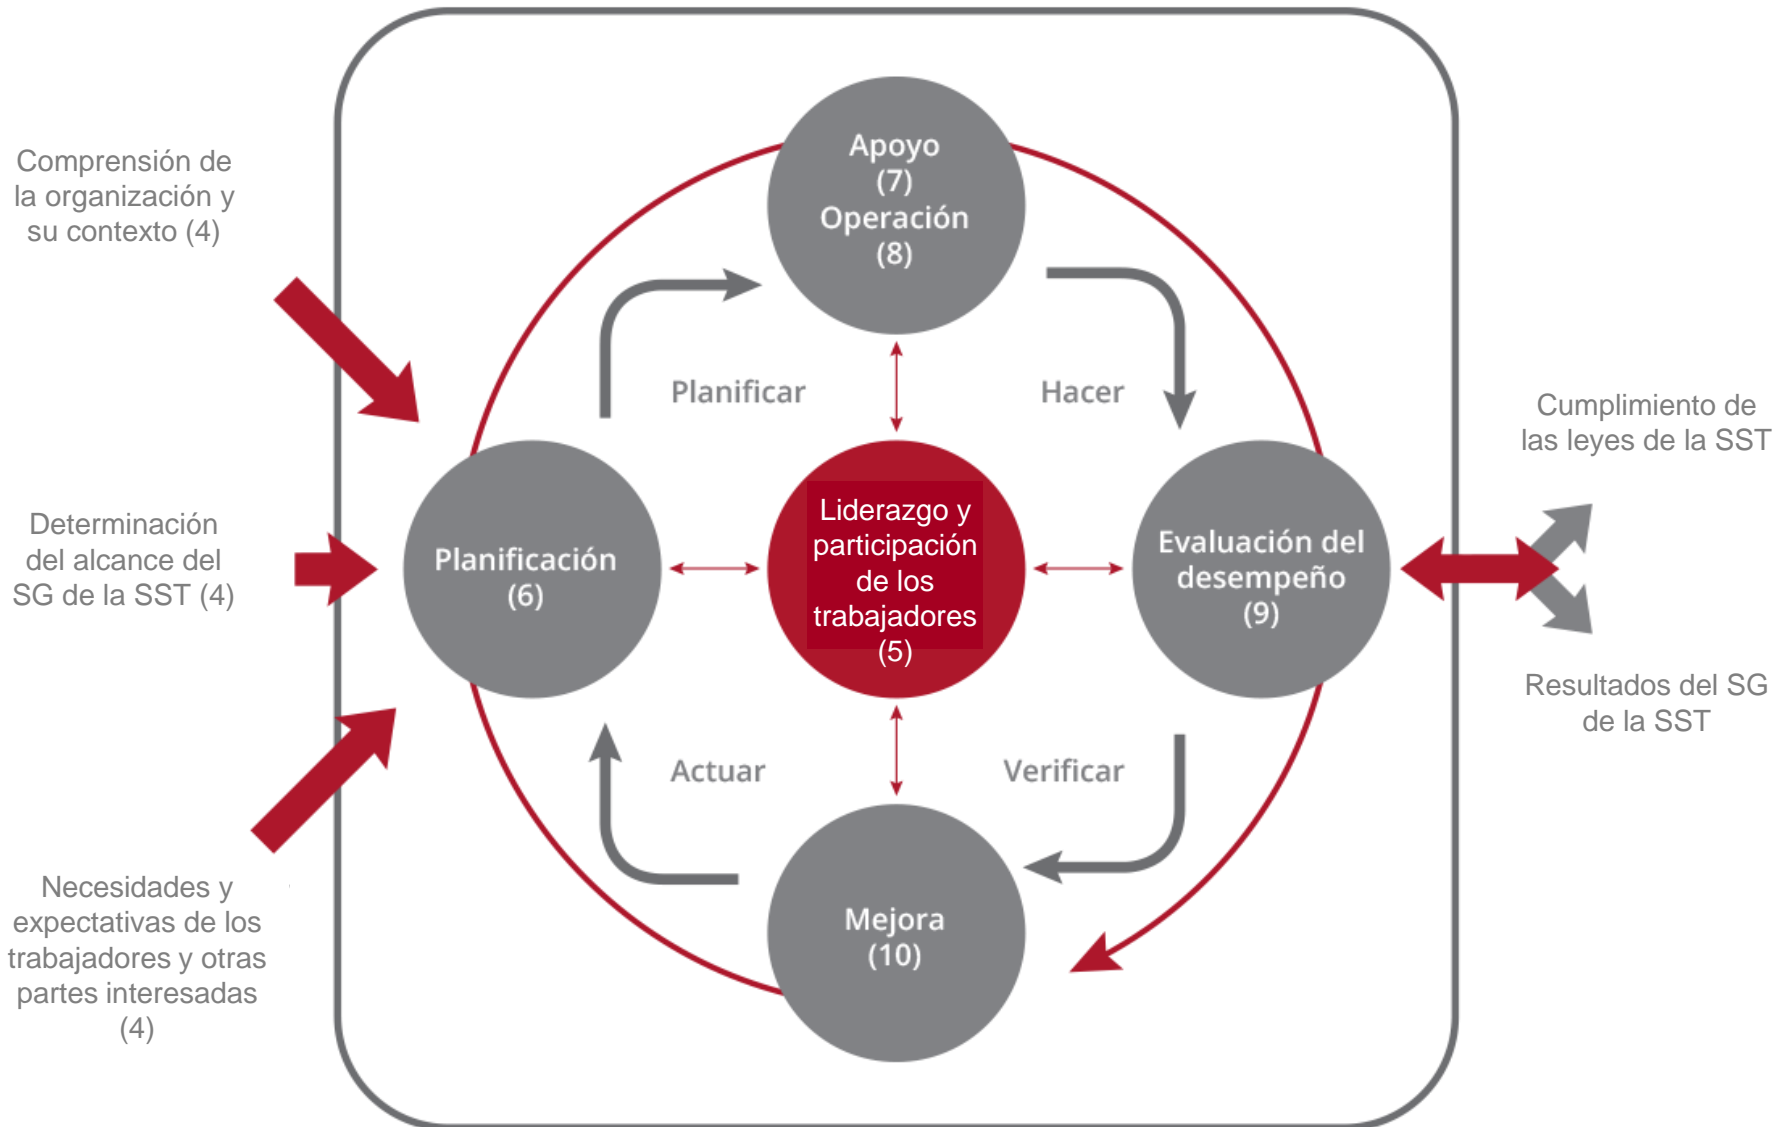 Comprensión de
la organización y
su contexto (4)
Determinación
del alcance del
SG de la SST (4)
Necesidades y
expectativas de los
trabajadores y otras
partes interesadas
(4)
Apoyo
(7)
Operación
(8)
Planificar
Hacer
Planificación
(6)
Liderazgo y
participación
de los
trabajadores
(5)
Evaluación del
desempeño
(9)
Actuar
Verificar
Mejora
(10)
Cumplimiento de
las leyes de la SST
Resultados del SG
de la SST